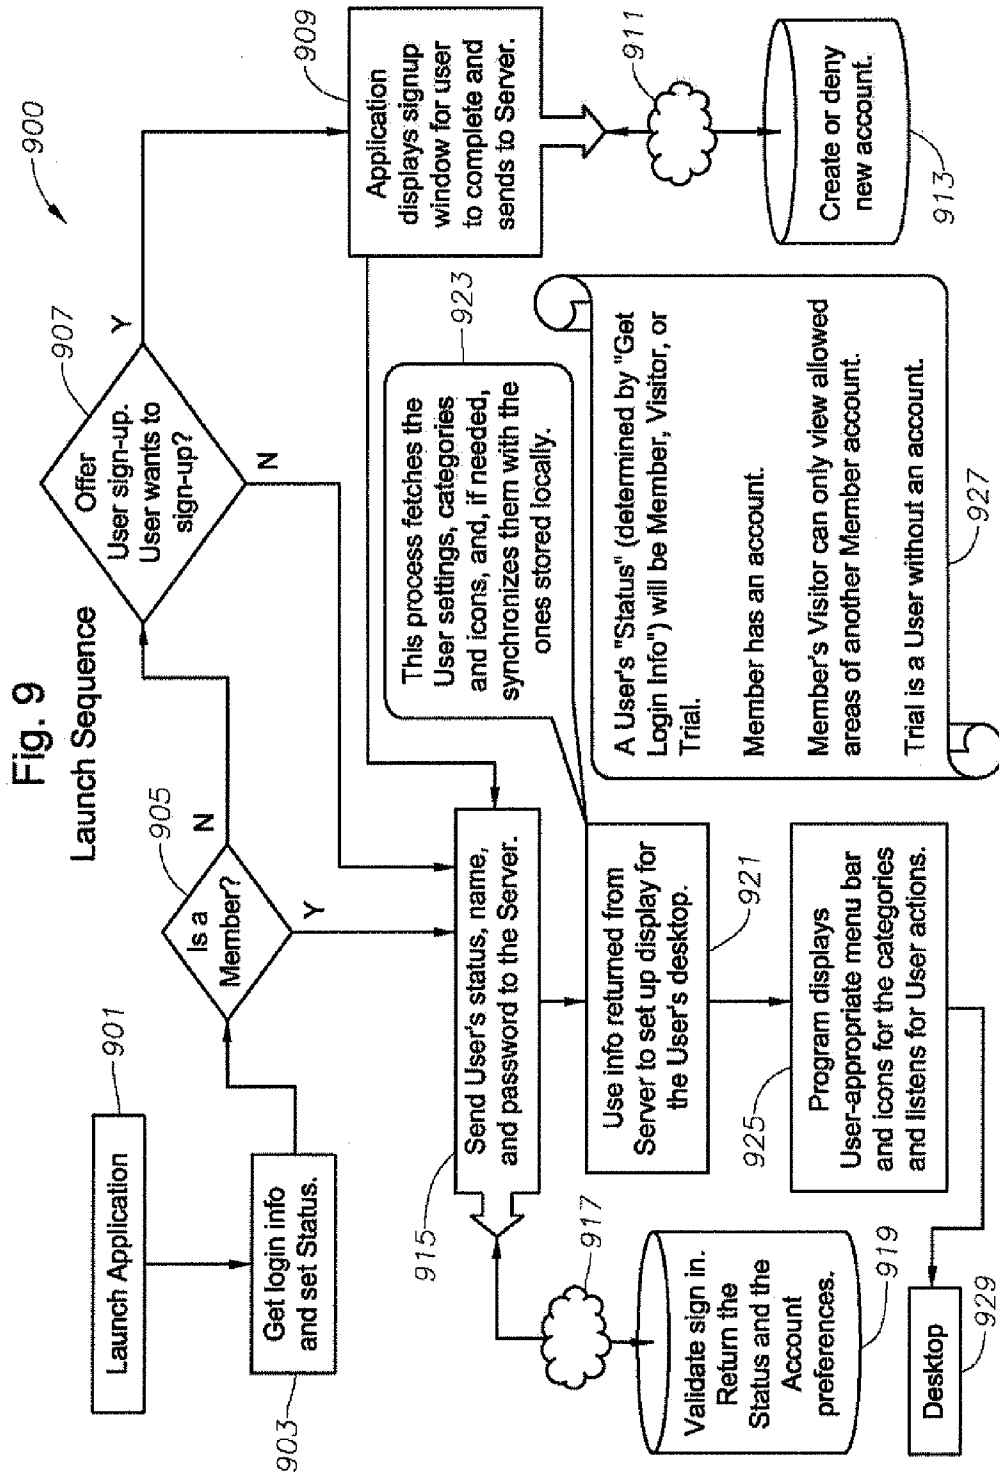 Fig. 9
Launch Sequence
900
901
Launch Application
903
Get login info
and set Status.
905
Is a
Member?
N
Y
907
Offer
User sign-up.
User wants to
sign-up?
Y
N
909
Application
displays signup
window for user
to complete and
sends to Server.
911
Create or deny
new account.
913
915
Send User's status, name,
and password to the Server.
917
Validate sign in.
Return the
Status and the
Account
preferences.
919
Use info returned from
Server to set up display for
the User's desktop.
921
923
This process fetches the
User settings, categories
and icons, and, if needed,
synchronizes them with the
ones stored locally.
925
Program displays
User-appropriate menu bar
and icons for the categories
and listens for User actions.
A User's "Status" (determined by "Get
Login Info") will be Member, Visitor, or
Trial.
Member has an account.
Member's Visitor can only view allowed
areas of another Member account.
Trial is a User without an account.
927
Desktop
929